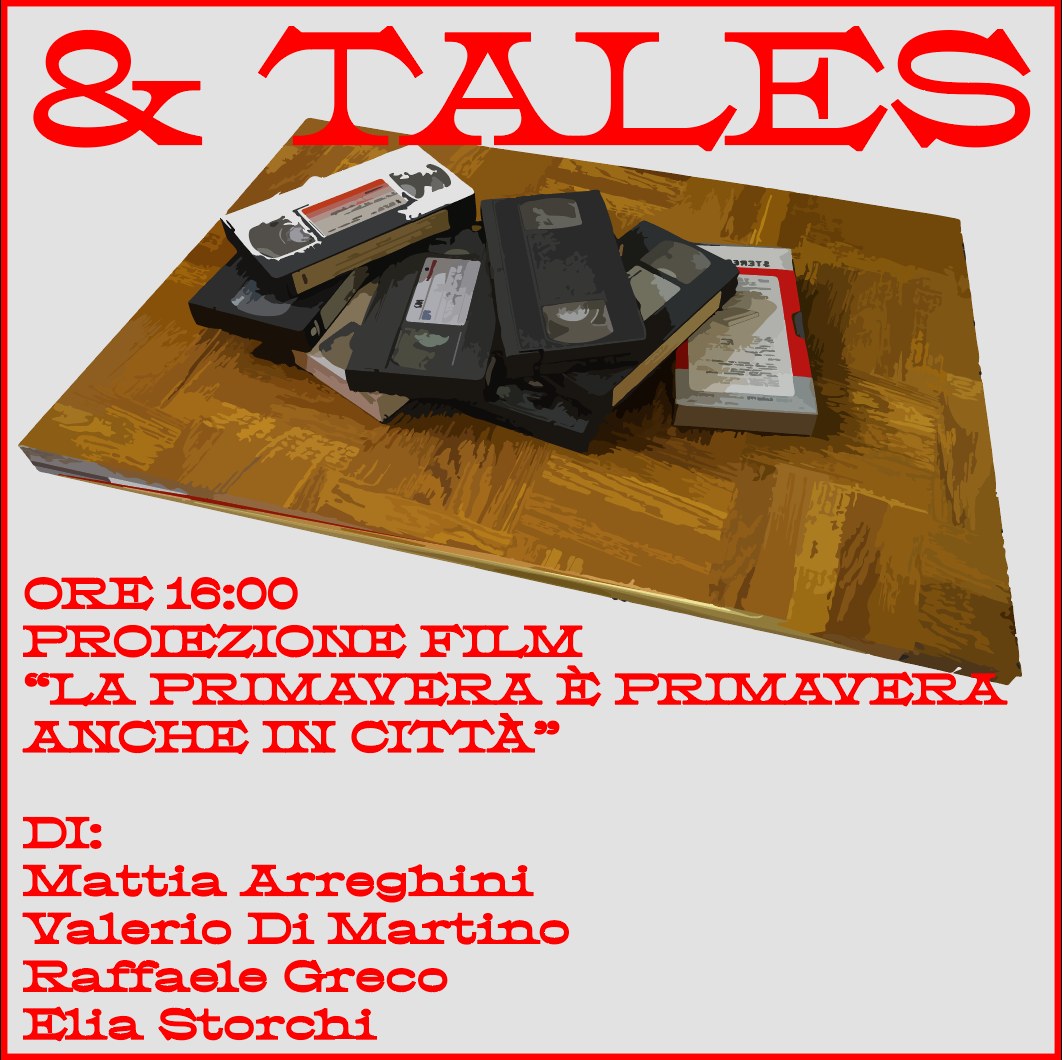 & TALES
ORE 16:00
PROIEZIONE FILM
“LA PRIMAVERA È PRIMAVERA
ANCHE IN CITTÀ”
DI:
Mattia Arreghini
Valerio Di Martino
Raffaele Greco
Elia Storchi